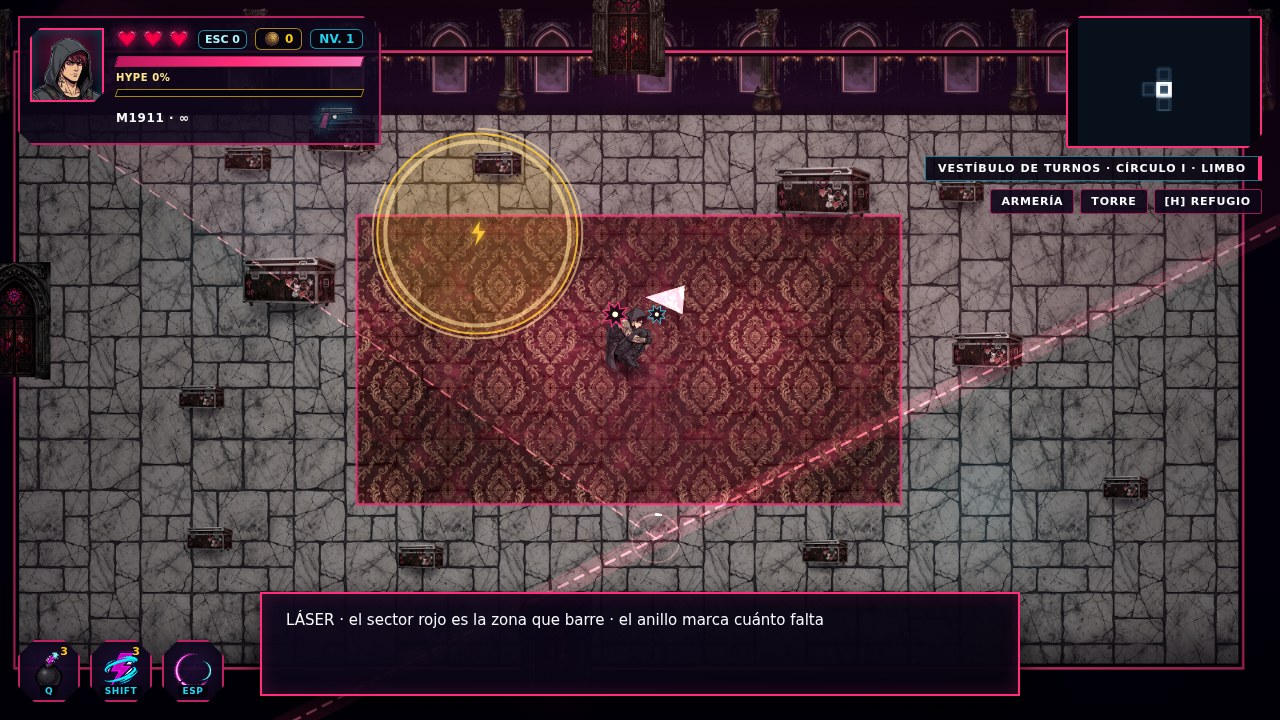 ESC 0
0
NV. 1
HYPE 0%
M1911 · ∞
VESTÍBULO DE TURNOS · CÍRCULO I · LIMBO
ARMERÍA
TORRE
[H] REFUGIO
LÁSER · el sector rojo es la zona que barre · el anillo marca cuánto falta
3
Q
3
SHIFT
ESP